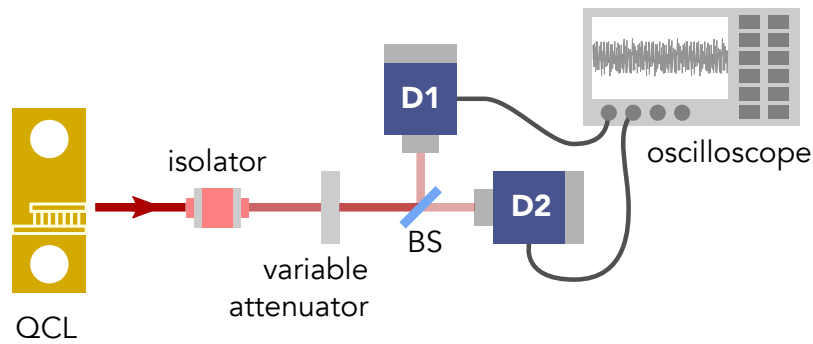 D1
oscilloscope
isolator
D2
BS
variable
attenuator
QCL